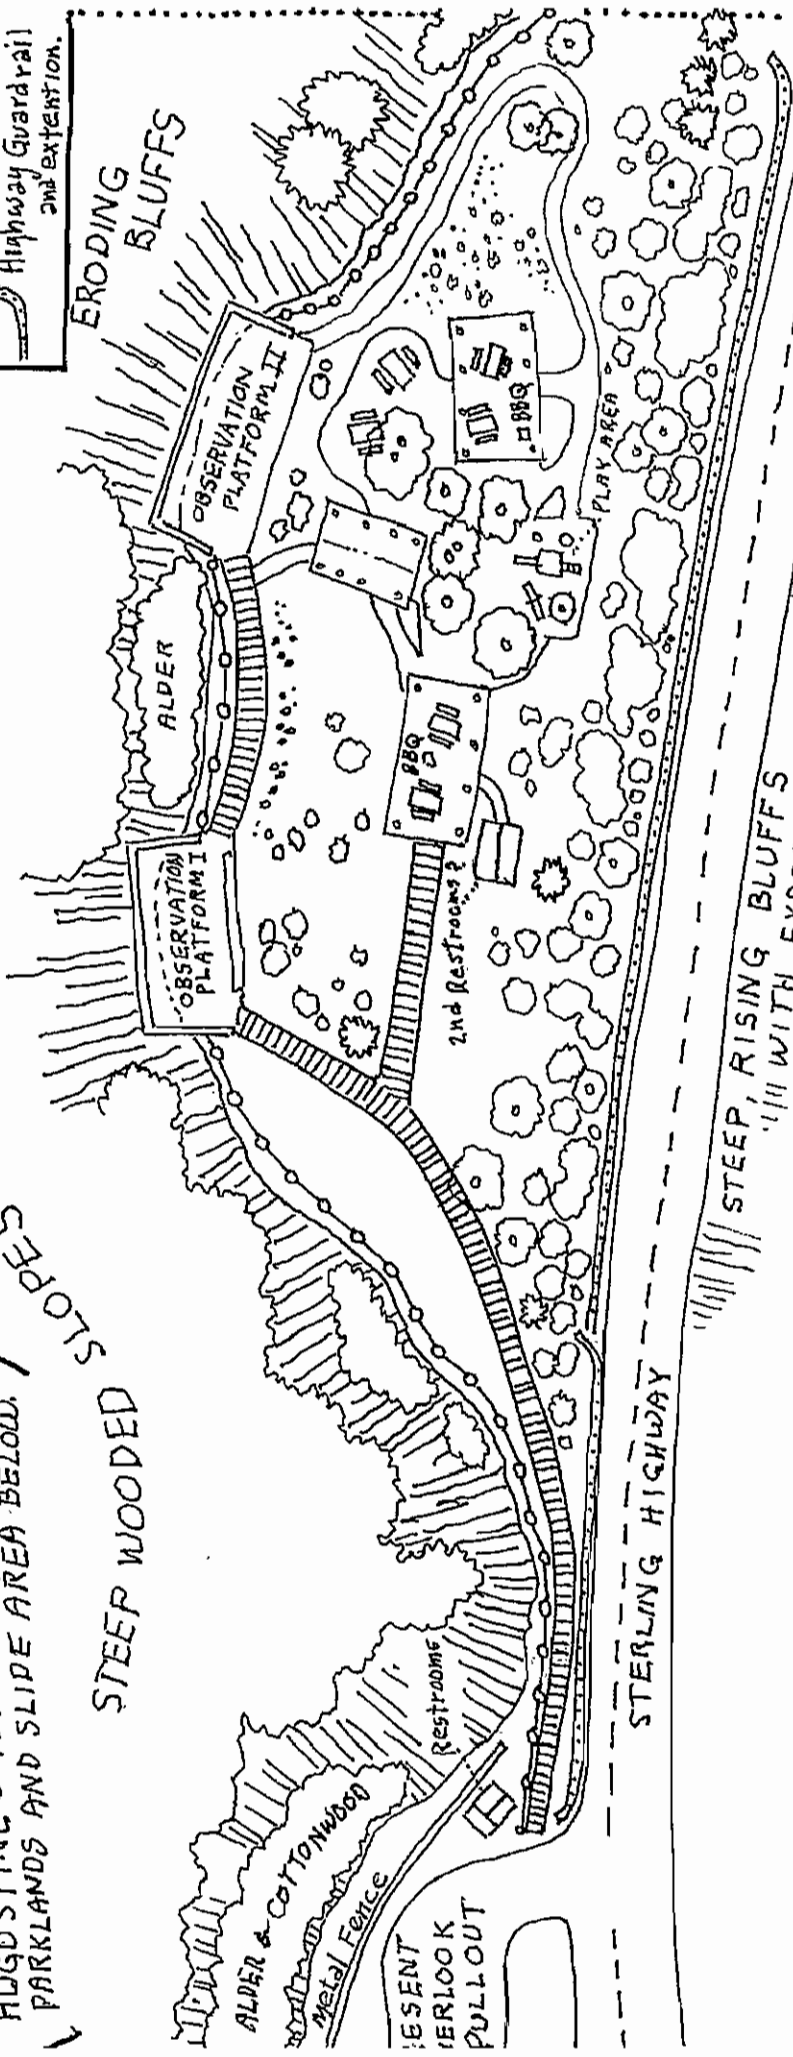 Highway Guardrail
and extention.
ERODING
BLUFFS
OBSERVATION
PLATFORM II
BBQ
PLAY AREA
ALDER
BBQ
OBSERVATION
PLATFORM I
2nd Restrooms?
PARKLANDS AND SLIDE AREA BELOW.
STEEP WOODED SLOPES
Restrooms
ALDER & COTTONWOOD
Metal Fence
PULLOUT
STERLING HIGHWAY
STEEP, RISING BLUFFS
WITH